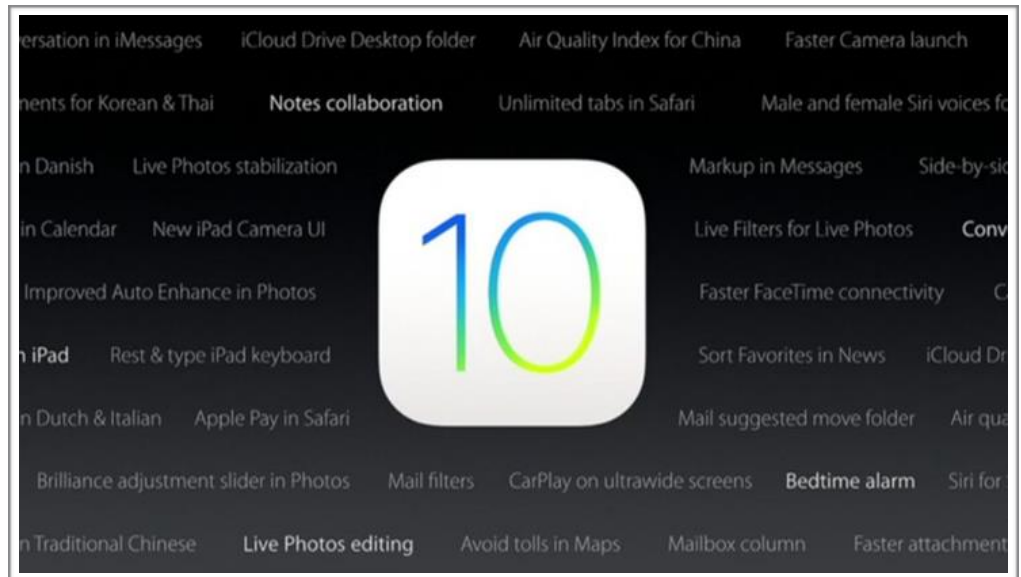 ersation in iMessages iCloud Drive Desktop folder Air Quality Index for China Faster Camera launch
ments for Korean & Thai Notes collaboration Unlimited tabs in Safari Male and female Siri voices fo
n Danish Live Photos stabilization Markup in Messages Side-by-sid
in Calendar New iPad Camera UI Live Filters for Live Photos Conv
10
Improved Auto Enhance in Photos Faster FaceTime connectivity C
n iPad Rest & type iPad keyboard Sort Favorites in News iCloud Dr
n Dutch & Italian Apple Pay in Safari Mail suggested move folder Air qua
Brilliance adjustment slider in Photos Mail filters CarPlay on ultrawide screens Bedtime alarm Siri for
n Traditional Chinese Live Photos editing Avoid tolls in Maps Mailbox column Faster attachment